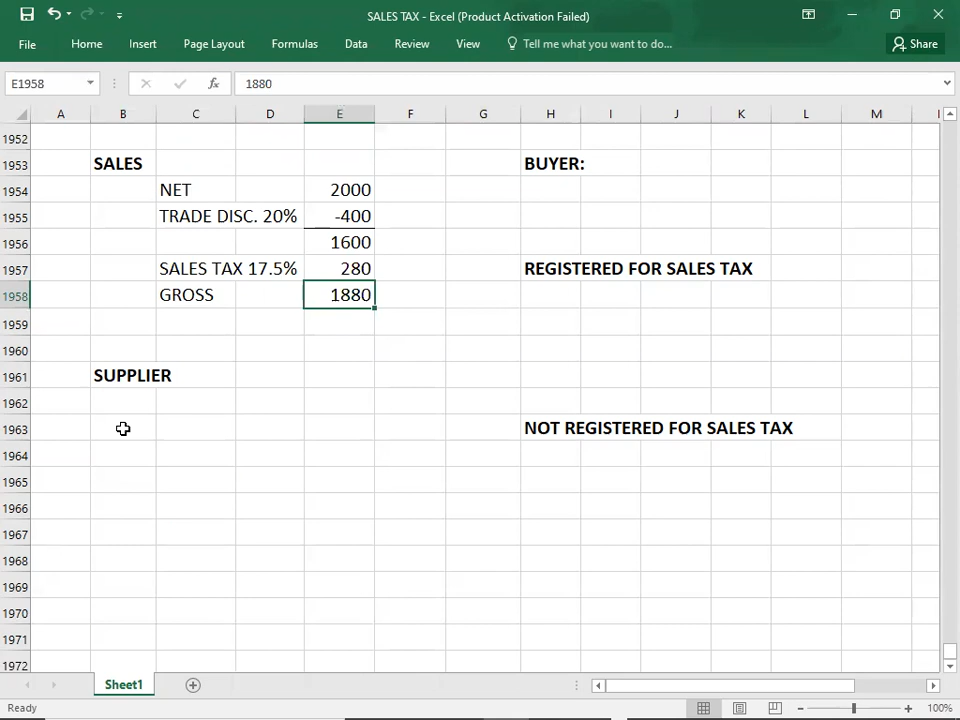 SALES TAX - Excel (Product Activation Failed)
File Home Insert Page Layout Formulas Data Review View Tell me what you want to do... Share
E1958 fx 1880
A B C D E F G H I J K L M
1952
1953 SALES BUYER:
1954 NET 2000
1955 TRADE DISC. 20% -400
1956 1600
1957 SALES TAX 17.5% 280 REGISTERED FOR SALES TAX
1958 GROSS 1880
1959
1960
1961 SUPPLIER
1962
1963 NOT REGISTERED FOR SALES TAX
1964
1965
1966
1967
1968
1969
1970
1971
1972
Sheet1
Ready 100%